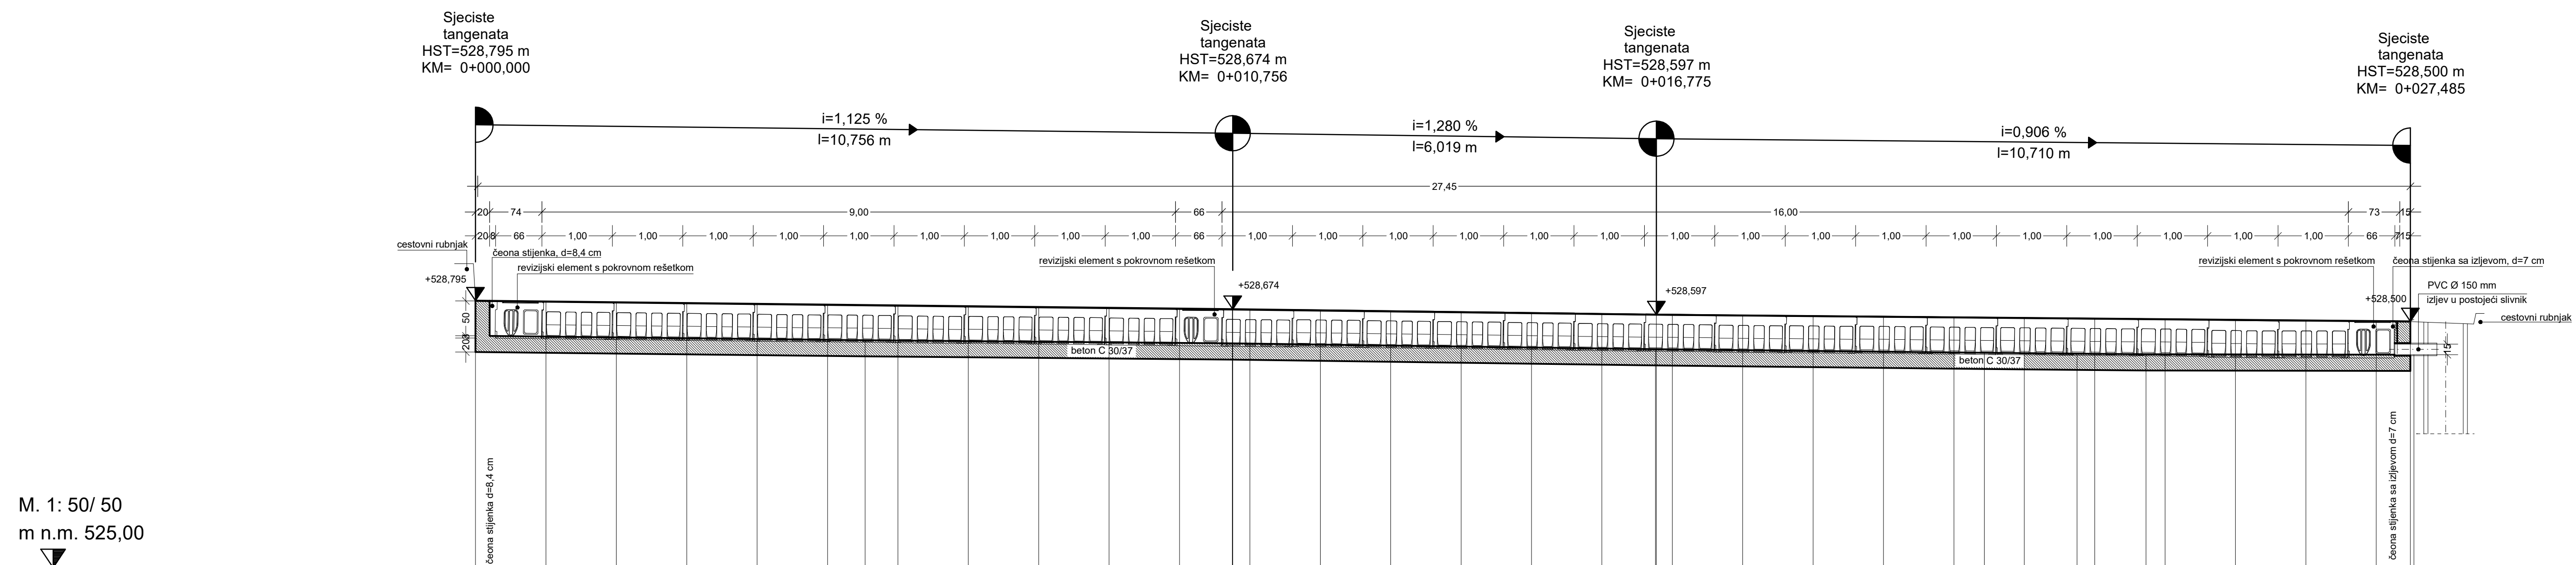 Sjeciste
tangenata
HST=528,795 m
KM= 0+000,000
Sjeciste
tangenata
HST=528,674 m
KM= 0+010,756
Sjeciste
tangenata
HST=528,597 m
KM= 0+016,775
Sjeciste
tangenata
HST=528,500 m
KM= 0+027,485
i=1,125 %
l=10,756 m
i=1,280 %
l=6,019 m
i=0,906 %
l=10,710 m
27,45
20 74 9,00 66 16,00 73 15
20 8 66 1,00 1,00 1,00 1,00 1,00 1,00 1,00 1,00 1,00 66 1,00 1,00 1,00 1,00 1,00 1,00 1,00 1,00 1,00 1,00 1,00 1,00 1,00 1,00 1,00 1,00 66 7 15
cestovni rubnjak
čeona stijenka, d=8,4 cm
revizijski element s pokrovnom rešetkom
+528,795
revizijski element s pokrovnom rešetkom
+528,674
+528,597
revizijski element s pokrovnom rešetkom
čeona stijenka sa izljevom, d=7 cm
PVC Ø 150 mm
izljev u postojeći slivnik
+528,500
cestovni rubnjak
50
20
beton C 30/37
beton C 30/37
15
čeona stijenka d=8,4 cm
čeona stijenka sa izljevom d=7 cm
M. 1: 50/ 50
m n.m. 525,00